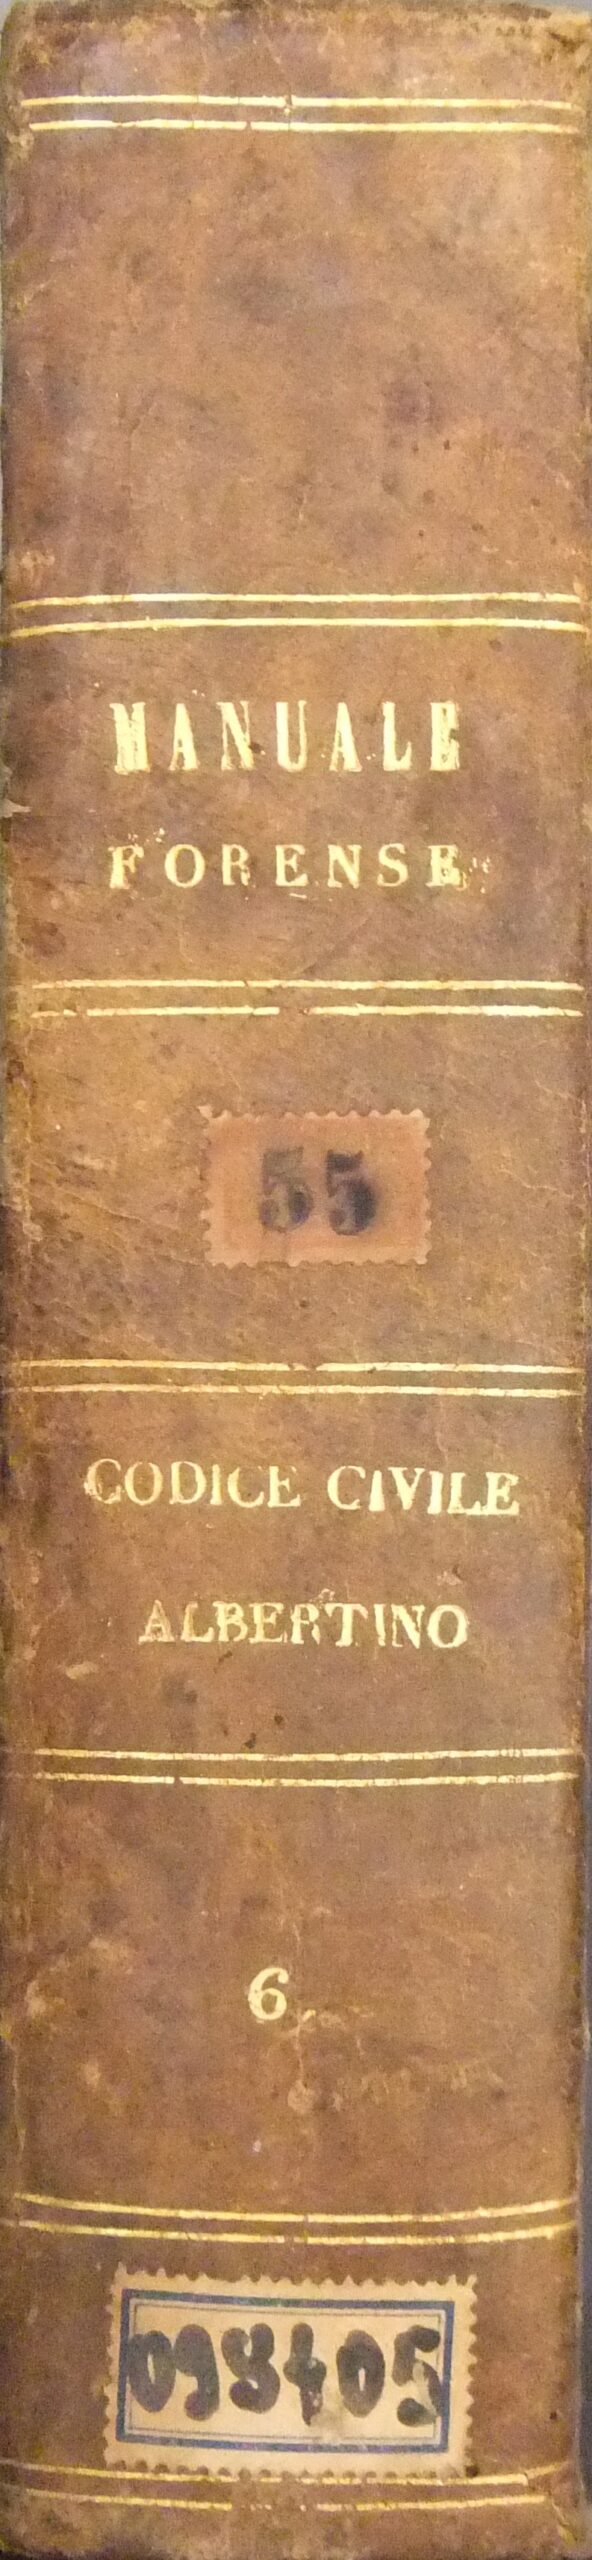 MANUALE
FORENSE
55
CODICE CIVILE
ALBERTINO
6
098405